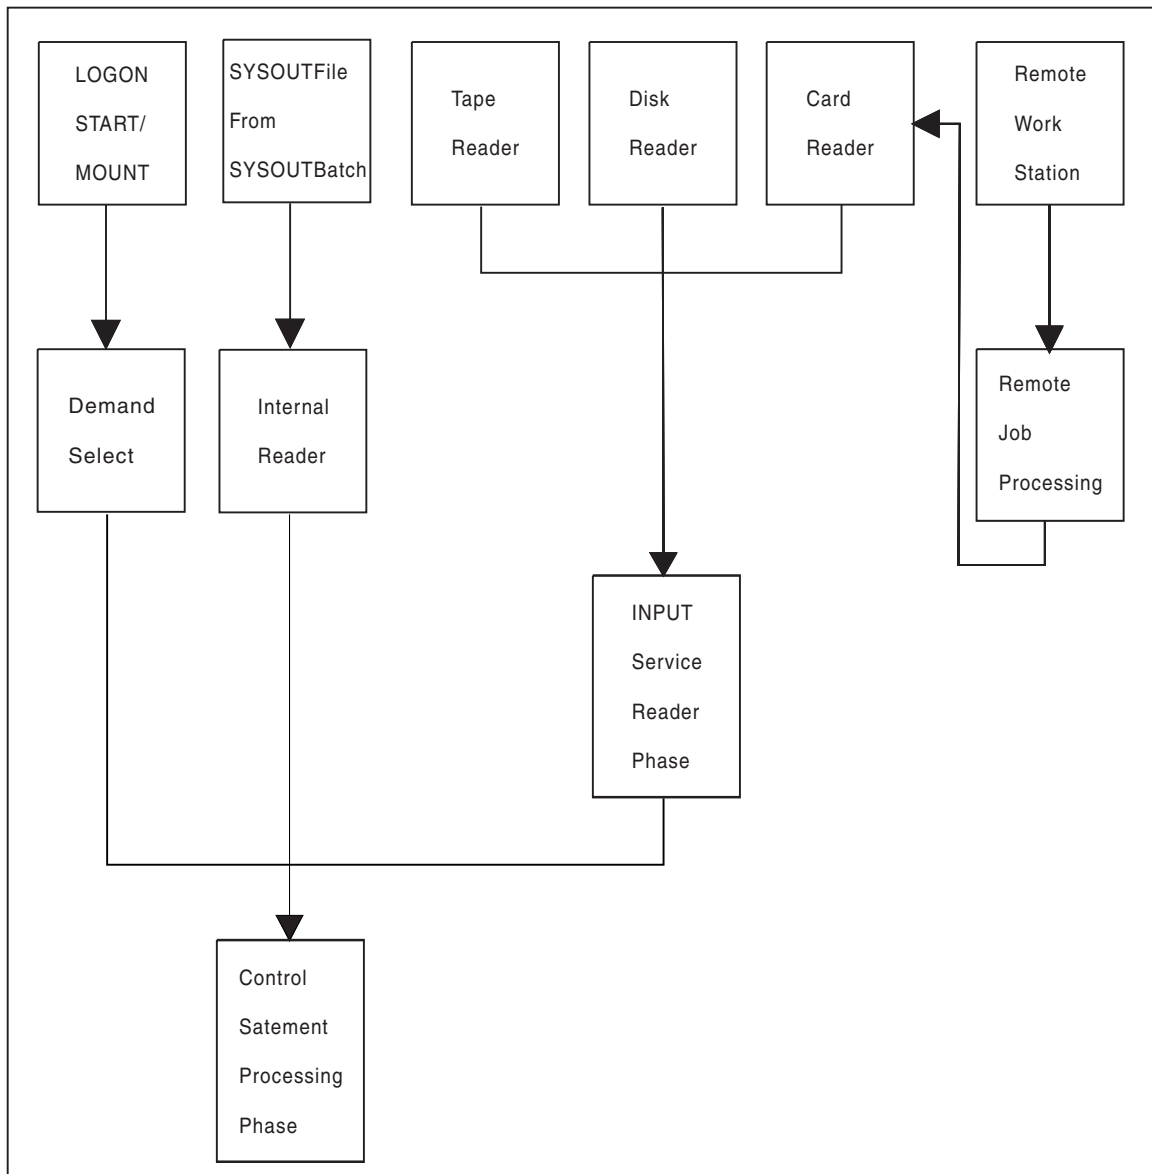 LOGON
START/
MOUNT
SYSOUTFile
From
SYSOUTBatch
Tape
Reader
Disk
Reader
Card
Reader
Remote
Work
Station
Demand
Select
Internal
Reader
Remote
Job
Processing
INPUT
Service
Reader
Phase
Control
Satement
Processing
Phase